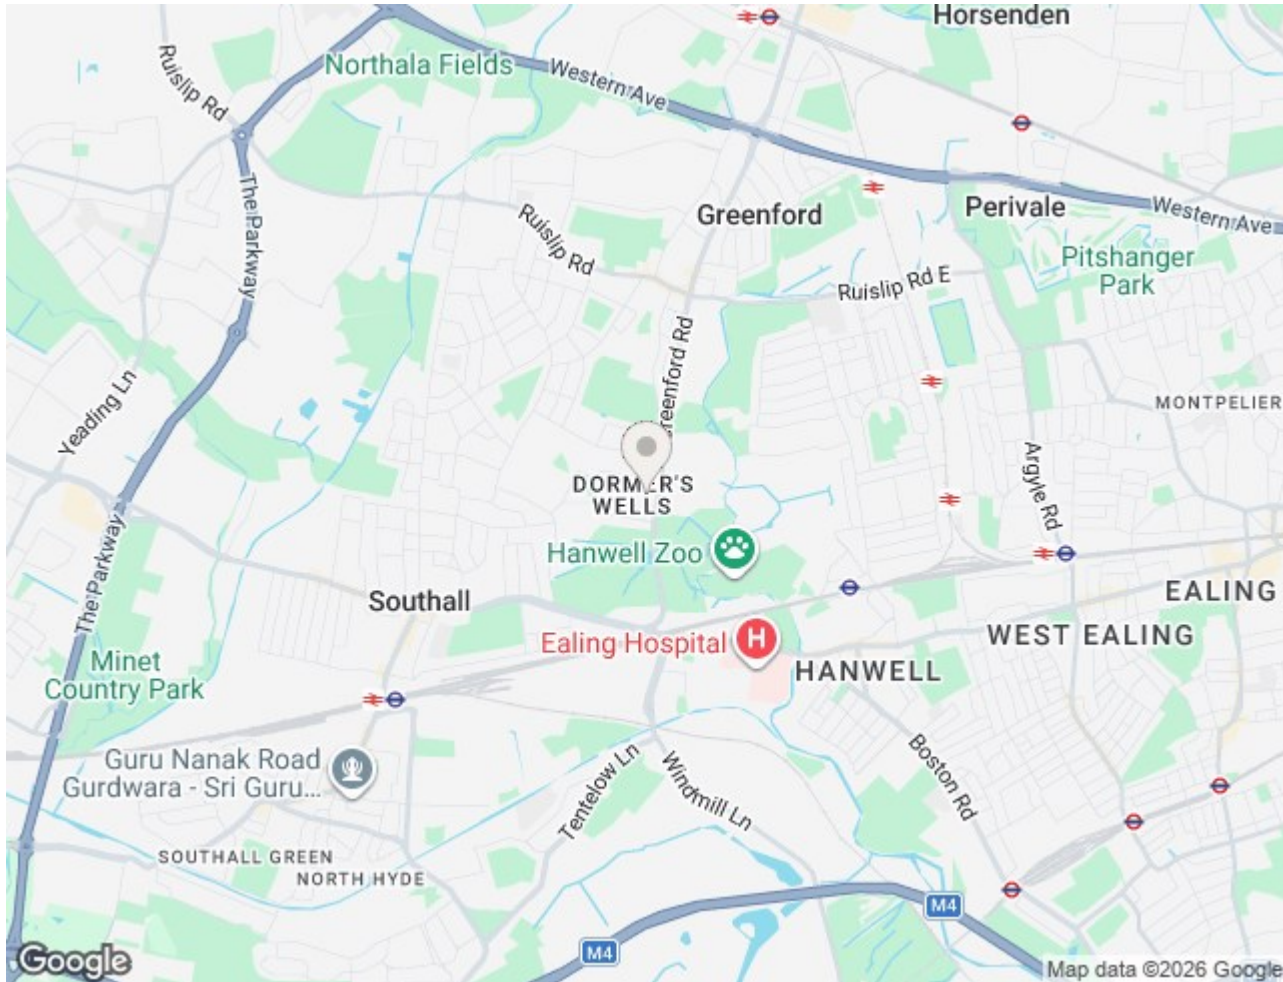 Horsenden
Northala Fields
Western Ave
Ruislip Rd
The Parkway
Ruislip Rd
Greenford
Perivale
Western Ave
Pitshanger
Park
Ruislip Rd E
Greenford Rd
Yeading Ln
MONTPELIER
Argyle Rd
DORMER'S
WELLS
The Parkway
Hanwell Zoo
Southall
EALING
Ealing Hospital
H
WEST EALING
HANWELL
Minet
Country Park
Guru Nanak Road
Gurdwara - Sri Guru...
Tentelow Ln
Windmill Ln
Boston Rd
SOUTHALL GREEN
NORTH HYDE
M4
M4
Google
Map data ©2026 Google